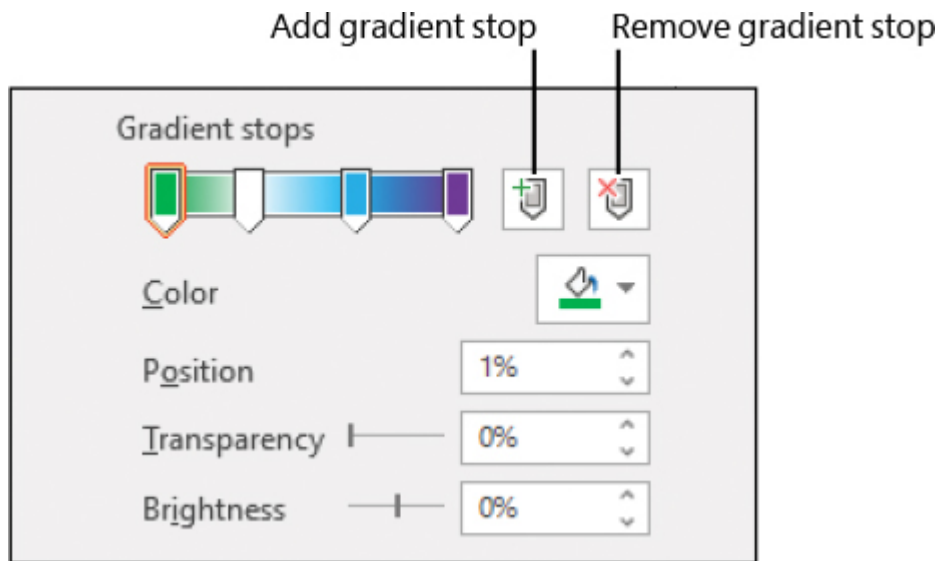 Add gradient stop Remove gradient stop
Gradient stops
Color
Position 1%
Transparency 0%
Brightness 0%